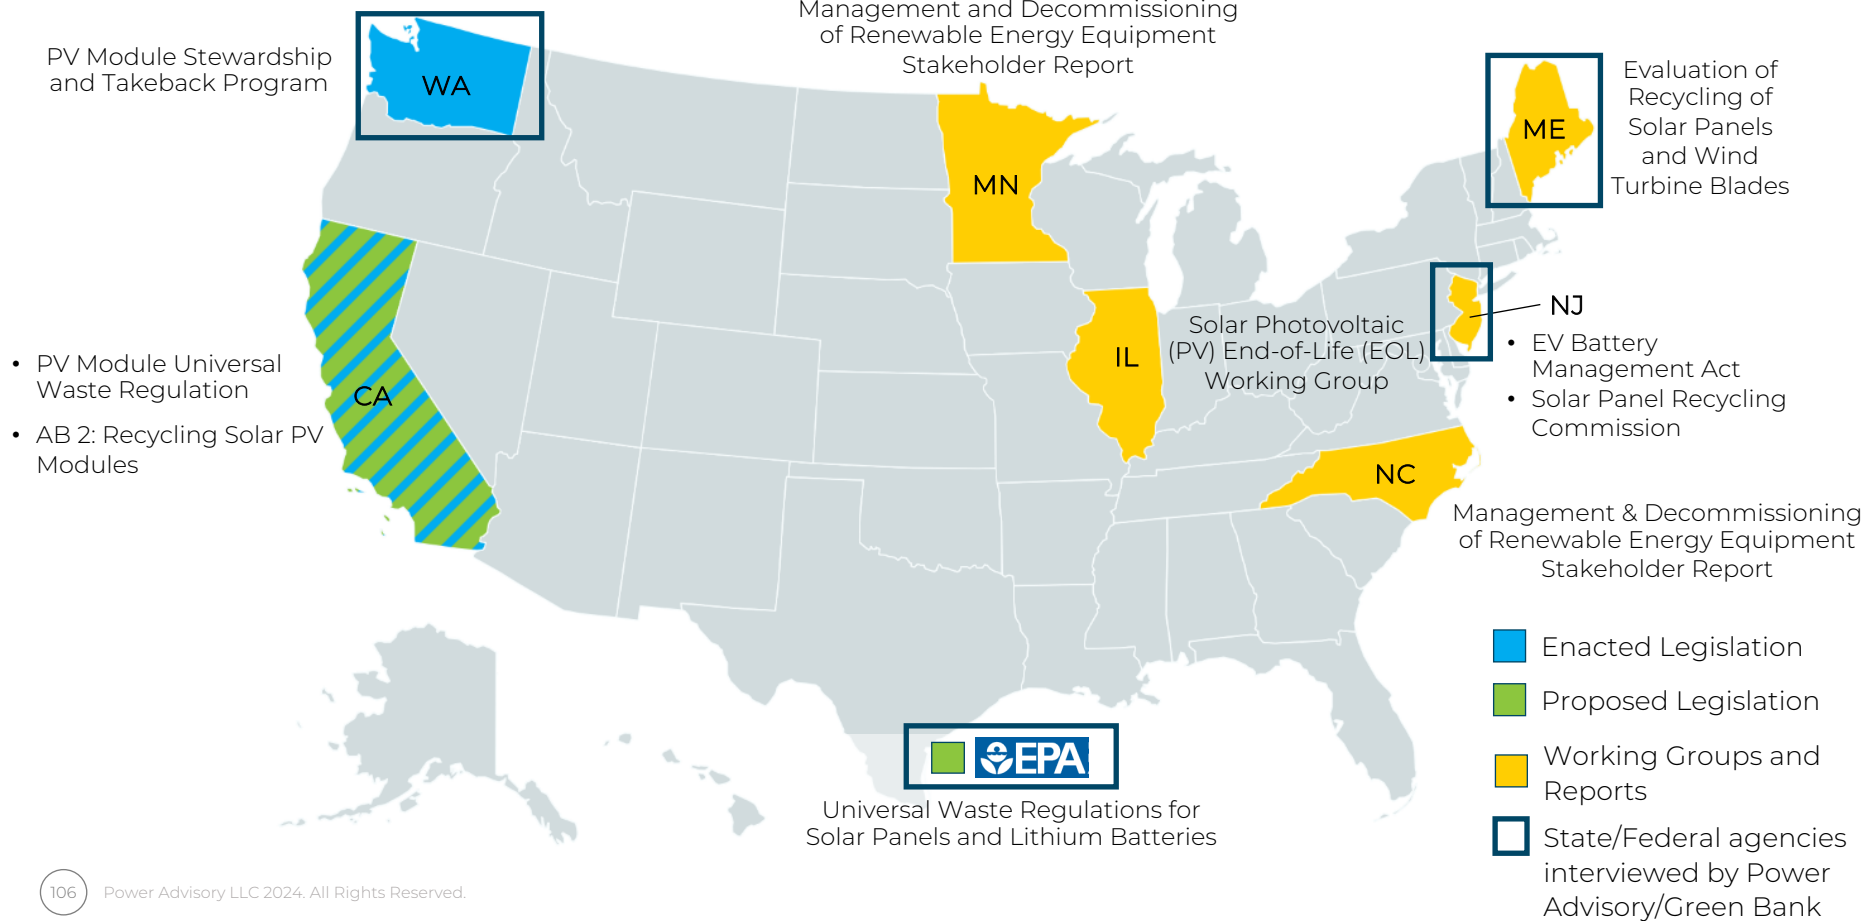 Management and Decommissioning
of Renewable Energy Equipment
Stakeholder Report
PV Module Stewardship
and Takeback Program
WA
MN
ME
Evaluation of
Recycling of
Solar Panels
and Wind
Turbine Blades
• PV Module Universal
Waste Regulation
• AB 2: Recycling Solar PV
Modules
CA
IL
Solar Photovoltaic
(PV) End-of-Life (EOL)
Working Group
NJ
• EV Battery
Management Act
• Solar Panel Recycling
Commission
NC
Management & Decommissioning
of Renewable Energy Equipment
Stakeholder Report
EPA
Universal Waste Regulations for
Solar Panels and Lithium Batteries
Enacted Legislation
Proposed Legislation
Working Groups and
Reports
State/Federal agencies
interviewed by Power
Advisory/Green Bank
106
Power Advisory LLC 2024. All Rights Reserved.